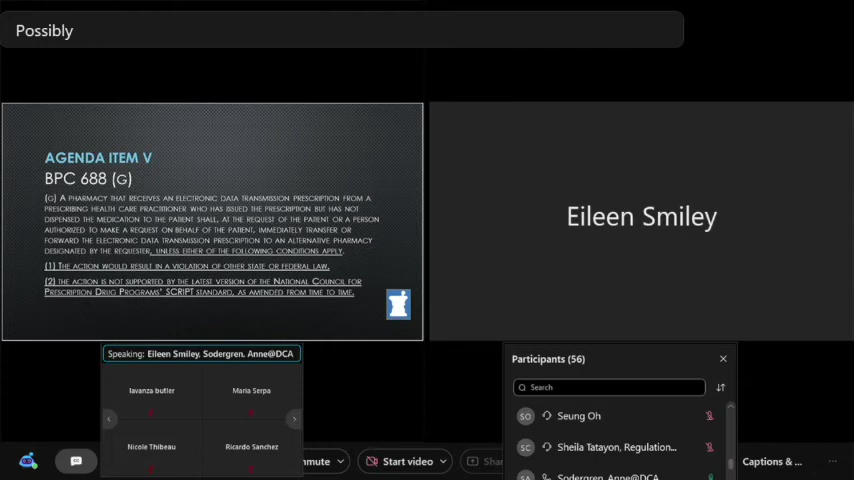 Possibly
AGENDA ITEM V
BPC 688 (G)
(G) A PHARMACY THAT RECEIVES AN ELECTRONIC DATA TRANSMISSION PRESCRIPTION FROM A
PRESCRIBING HEALTH CARE PRACTITIONER WHO HAS ISSUED THE PRESCRIPTION BUT HAS NOT
DISPENSED THE MEDICATION TO THE PATIENT SHALL, AT THE REQUEST OF THE PATIENT OR A PERSON
AUTHORIZED TO MAKE A REQUEST ON BEHALF OF THE PATIENT, IMMEDIATELY TRANSFER OR
FORWARD THE ELECTRONIC DATA TRANSMISSION PRESCRIPTION TO AN ALTERNATIVE PHARMACY
DESIGNATED BY THE REQUESTER, UNLESS EITHER OF THE FOLLOWING CONDITIONS APPLY.
(1) THE ACTION WOULD RESULT IN A VIOLATION OF OTHER STATE OR FEDERAL LAW.
(2) THE ACTION IS NOT SUPPORTED BY THE LATEST VERSION OF THE NATIONAL COUNCIL FOR
PRESCRIPTION DRUG PROGRAMS' SCRIPT STANDARD, AS AMENDED FROM TIME TO TIME.
Eileen Smiley
Speaking: Eileen Smiley, Sodergren, Anne@DCA
lavanza butler
Maria Serpa
Nicole Thibeau
Ricardo Sanchez
Participants (56)
Search
SO Seung Oh
SC Sheila Tatayon, Regulation...
Sodergren, Anne@DCA
mute
Start video
Shar
Captions & ...